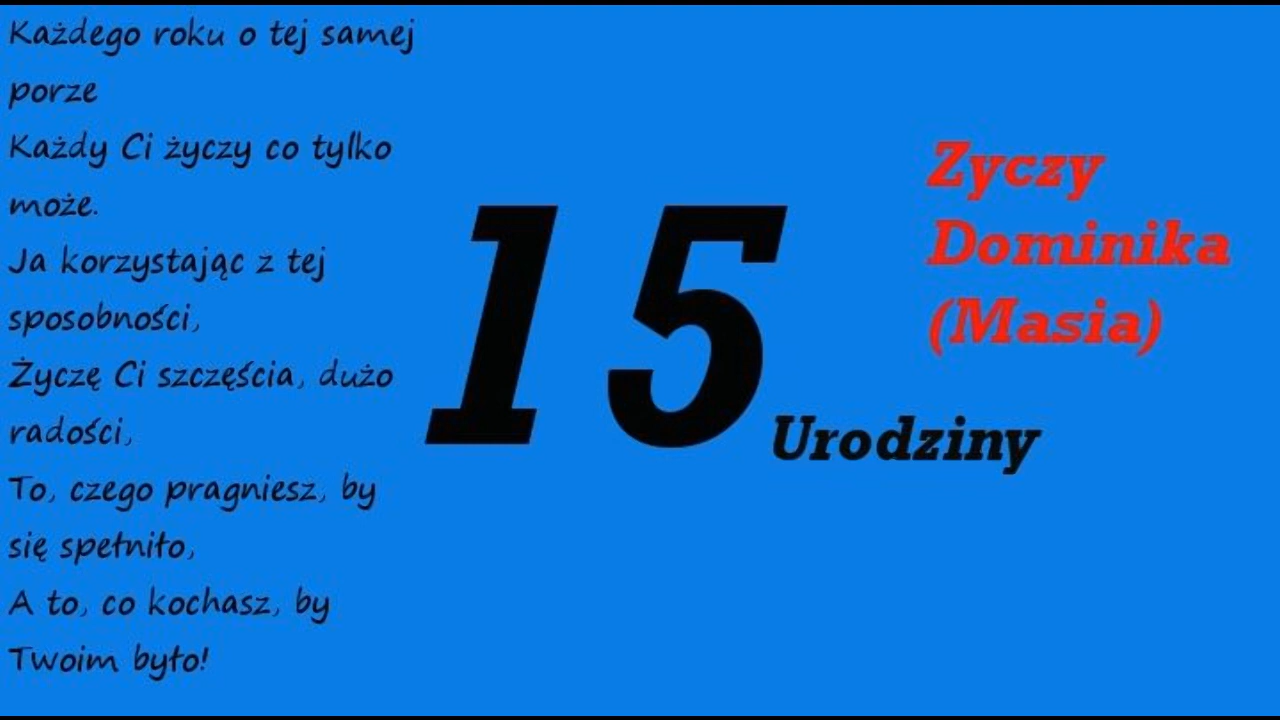 Każdego roku o tej samej
porze
Każdy Ci życzy co tylko
może.
Ja korzystając z tej
sposobności,
Życzę Ci szczęścia, dużo
radości,
To, czego pragniesz, by
się spełniło,
A to, co kochasz, by
Twoim było!
15
Urodziny
Zyczy
Dominika
(Masia)